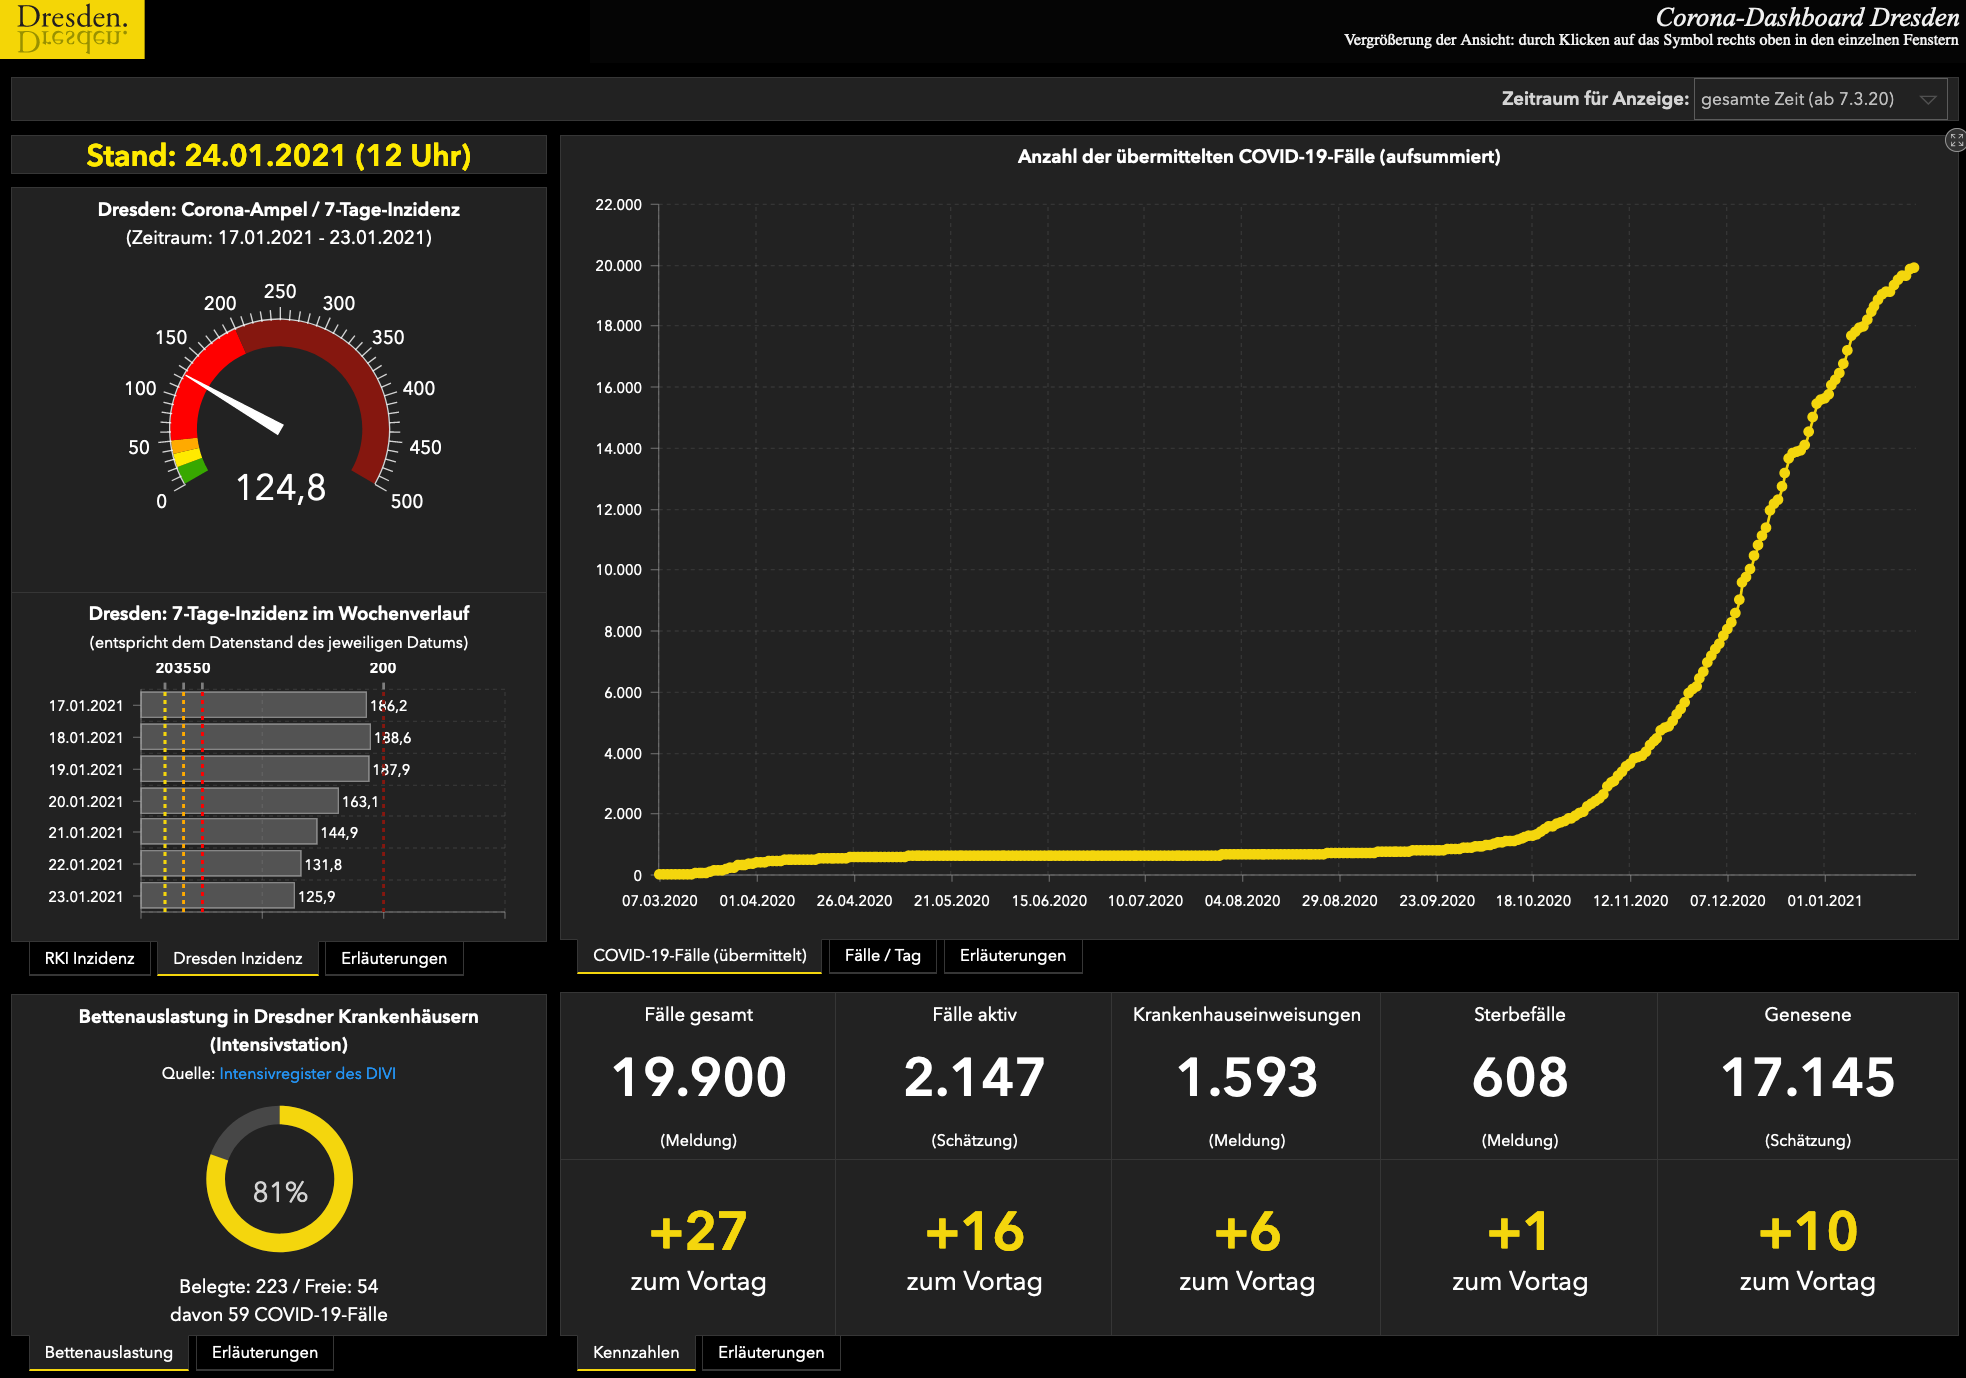 Dresden.
Dresden.
Corona-Dashboard Dresden
Vergrößerung der Ansicht: durch Klicken auf das Symbol rechts oben in den einzelnen Fenstern
Zeitraum für Anzeige: gesamte Zeit (ab 7.3.20)
Stand: 24.01.2021 (12 Uhr)
Dresden: Corona-Ampel / 7-Tage-Inzidenz
(Zeitraum: 17.01.2021 - 23.01.2021)
0
50
100
150
200
250
300
350
400
450
500
124,8
Dresden: 7-Tage-Inzidenz im Wochenverlauf
(entspricht dem Datenstand des jeweiligen Datums)
20 35 50 200
17.01.2021 186,2
18.01.2021 188,6
19.01.2021 187,9
20.01.2021 163,1
21.01.2021 144,9
22.01.2021 131,8
23.01.2021 125,9
RKI Inzidenz Dresden Inzidenz Erläuterungen
Anzahl der übermittelten COVID-19-Fälle (aufsummiert)
22.000
20.000
18.000
16.000
14.000
12.000
10.000
8.000
6.000
4.000
2.000
0
07.03.2020 01.04.2020 26.04.2020 21.05.2020 15.06.2020 10.07.2020 04.08.2020 29.08.2020 23.09.2020 18.10.2020 12.11.2020 07.12.2020 01.01.2021
COVID-19-Fälle (übermittelt) Fälle / Tag Erläuterungen
Bettenauslastung in Dresdner Krankenhäusern
(Intensivstation)
Quelle: Intensivregister des DIVI
81%
Belegte: 223 / Freie: 54
davon 59 COVID-19-Fälle
Bettenauslastung Erläuterungen
Fälle gesamt
19.900
(Meldung)
+27
zum Vortag
Fälle aktiv
2.147
(Schätzung)
+16
zum Vortag
Krankenhauseinweisungen
1.593
(Meldung)
+6
zum Vortag
Sterbefälle
608
(Meldung)
+1
zum Vortag
Genesene
17.145
(Schätzung)
+10
zum Vortag
Kennzahlen Erläuterungen